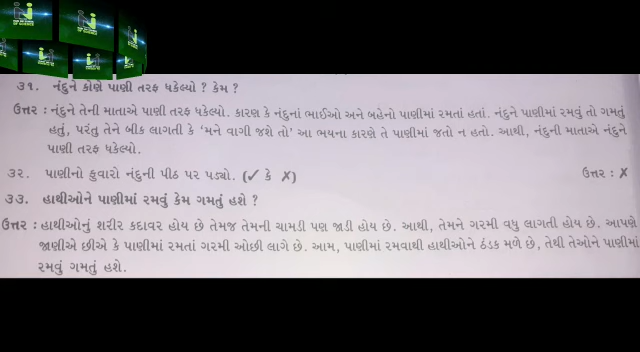 ૩૧. નંદુને કોણે પાણી તરફ ધકેલ્યો ? કેમ ?
ઉત્તર : નંદુને તેની માતાએ પાણી તરફ ધકેલ્યો. કારણ કે નંદુનાં ભાઈઓ અને બહેનો પાણીમાં રમતાં હતાં. નંદુને પાણીમાં રમવું તો ગમતું
હતું, પરંતુ તેને બીક લાગતી કે 'મને વાગી જશે તો' આ ભયના કારણે તે પાણીમાં જતો ન હતો. આથી, નંદુની માતાએ નંદુને
પાણી તરફ ધકેલ્યો.
૩૨. પાણીનો ફુવારો નંદુની પીઠ પર પડ્યો. (✓ કે ✗) ઉત્તર : ✗
૩૩. હાથીઓને પાણીમાં રમવું કેમ ગમતું હશે ?
ઉત્તર : હાથીઓનું શરીર કદાવર હોય છે તેમજ તેમની ચામડી પણ જાડી હોય છે. આથી, તેમને ગરમી વધુ લાગતી હોય છે. આપણે
જાણીએ છીએ કે પાણીમાં રમતાં ગરમી ઓછી લાગે છે. આમ, પાણીમાં રમવાથી હાથીઓને ઠંડક મળે છે, તેથી તેઓને પાણીમાં
રમવું ગમતું હશે.